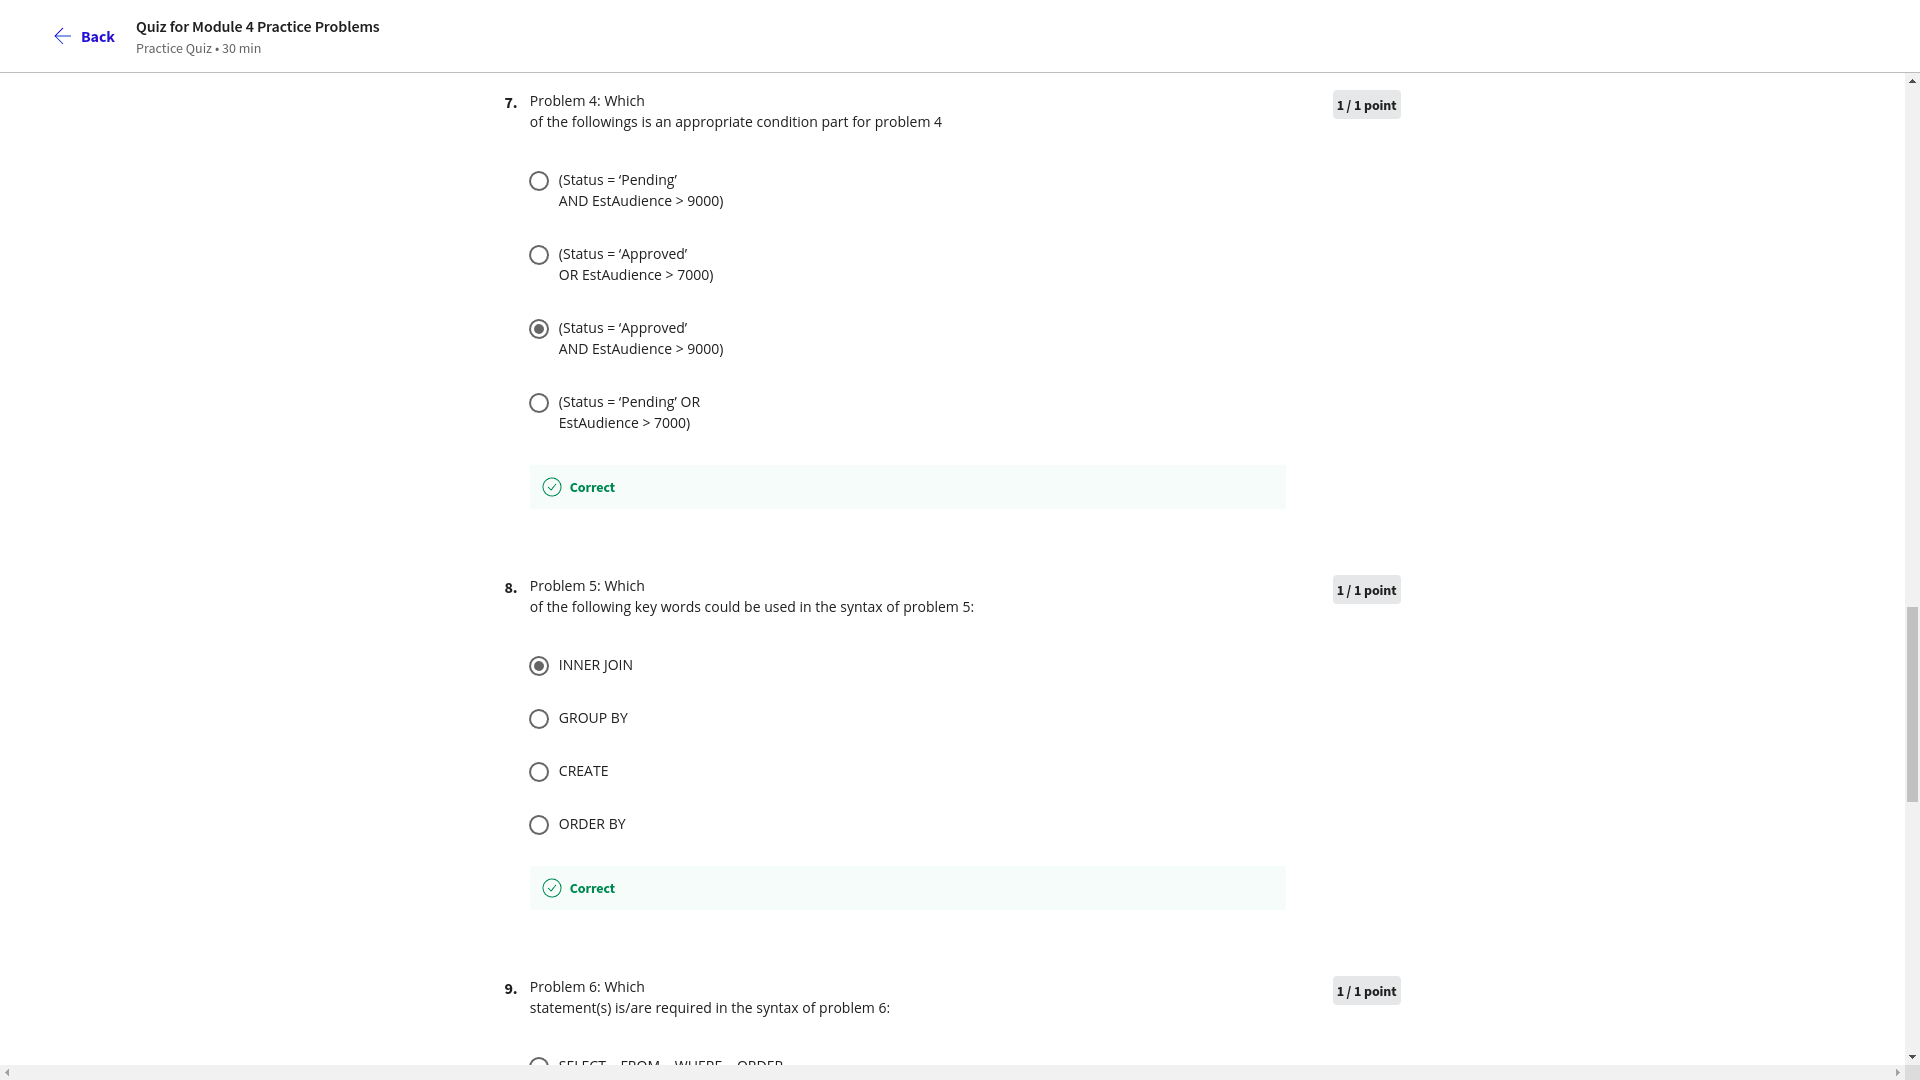 Back
Quiz for Module 4 Practice Problems
Practice Quiz • 30 min
7.
Problem 4: Which
of the followings is an appropriate condition part for problem 4
1 / 1 point
(Status = ‘Pending’
AND EstAudience > 9000)
(Status = ‘Approved’
OR EstAudience > 7000)
(Status = ‘Approved’
AND EstAudience > 9000)
(Status = ‘Pending’ OR
EstAudience > 7000)
Correct
8.
Problem 5: Which
of the following key words could be used in the syntax of problem 5:
1 / 1 point
INNER JOIN
GROUP BY
CREATE
ORDER BY
Correct
9.
Problem 6: Which
statement(s) is/are required in the syntax of problem 6:
1 / 1 point